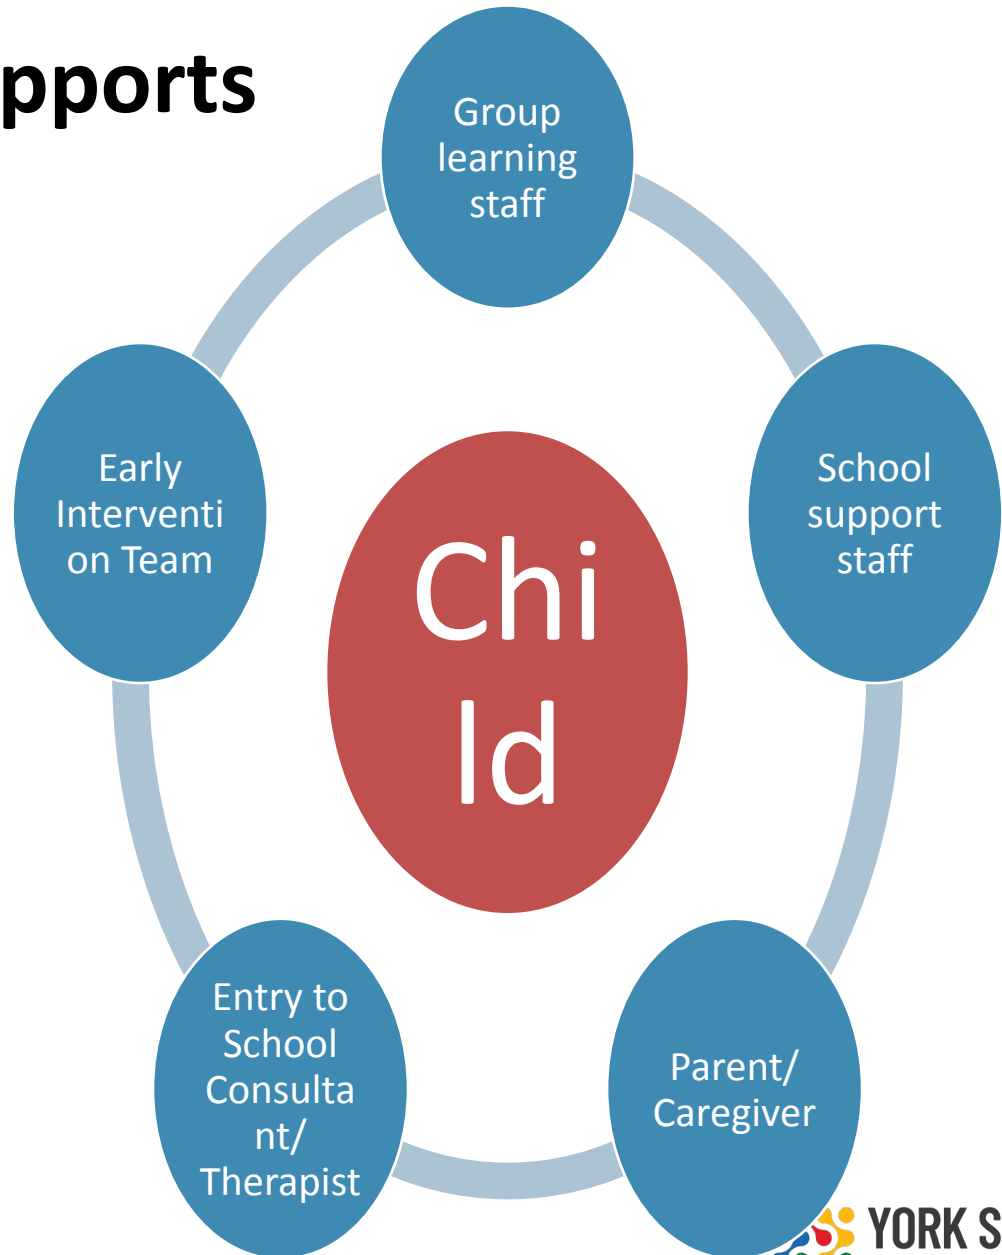 pports
Group
learning
staff
Early
Interventi
on Team
School
support
staff
Chi
ld
Entry to
School
Consulta
nt/
Therapist
Parent/
Caregiver
YORK S